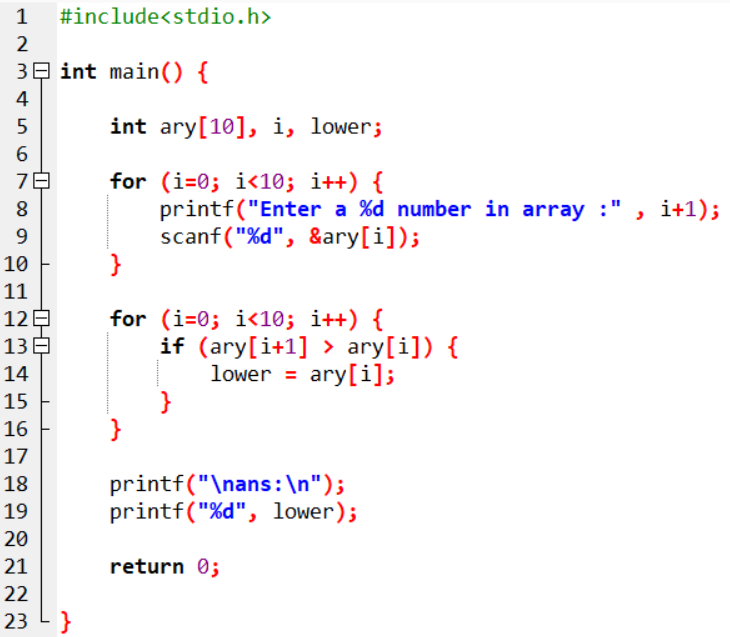 1 #include<stdio.h>
2
3 int main() {
4
5 int ary[10], i, lower;
6
7 for (i=0; i<10; i++) {
8 printf("Enter a %d number in array :" , i+1);
9 scanf("%d", &ary[i]);
10 }
11
12 for (i=0; i<10; i++) {
13 if (ary[i+1] > ary[i]) {
14 lower = ary[i];
15 }
16 }
17
18 printf("\nans:\n");
19 printf("%d", lower);
20
21 return 0;
22
23 }